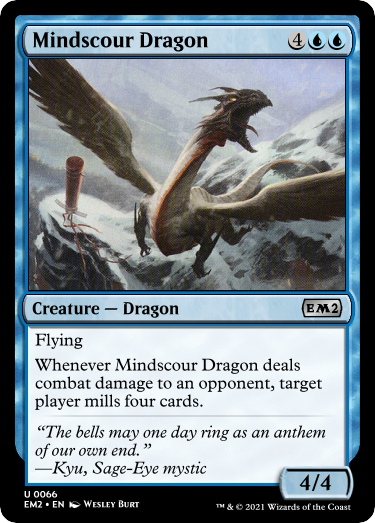 Mindscour Dragon 4
Creature — Dragon EM2
Flying
Whenever Mindscour Dragon deals
combat damage to an opponent, target
player mills four cards.
“The bells may one day ring as an anthem
of our own end.”
—Kyu, Sage-Eye mystic
4/4
U 0066
EM2 • EN Wesley Burt
™ & © 2021 Wizards of the Coast